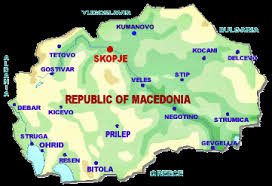 YUGOSLAVIA
BULGARIA
KUMANOVO
SKOPJE
TETOVO
GOSTIVAR
KOCANI
DELCEVO
ALBANIA
VELES
STIP
REPUBLIC OF MACEDONIA
DEBAR
KICEVO
NEGOTINO
STRUMICA
PRILEP
STRUGA
OHRID
GEVGELIJA
RESEN
BITOLA
GREECE